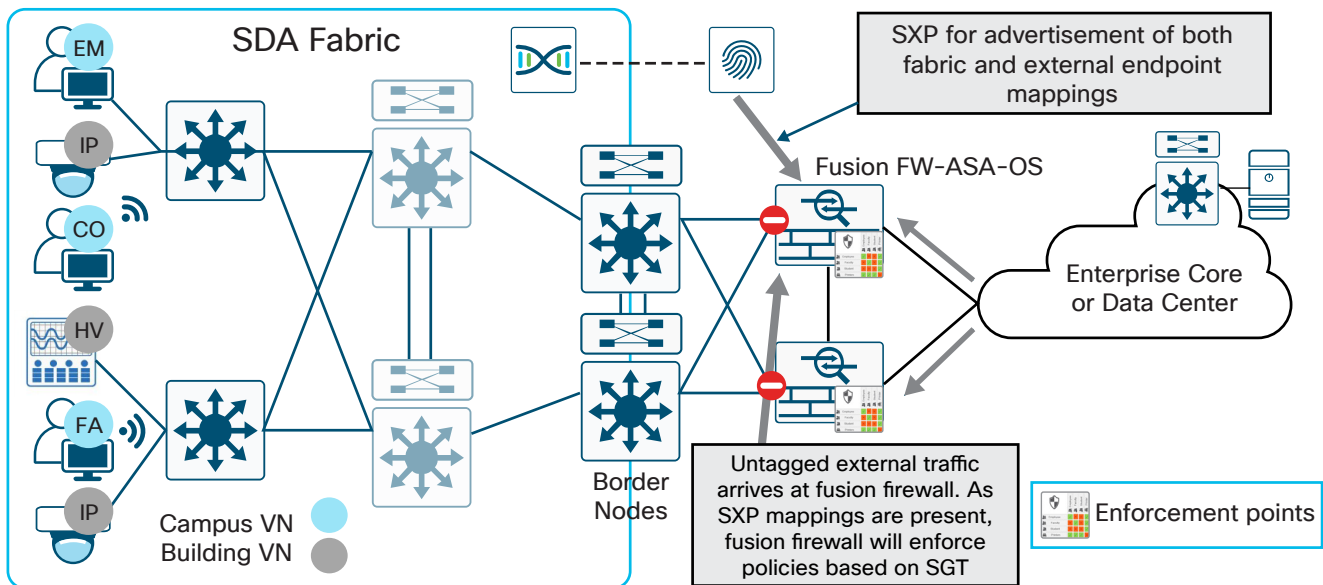 SDA Fabric
EM
IP
CO
HV
FA
IP
Campus VN
Building VN
Border
Nodes
SXP for advertisement of both
fabric and external endpoint
mappings
Fusion FW-ASA-OS
Enterprise Core
or Data Center
Untagged external traffic
arrives at fusion firewall. As
SXP mappings are present,
fusion firewall will enforce
policies based on SGT
Enforcement points